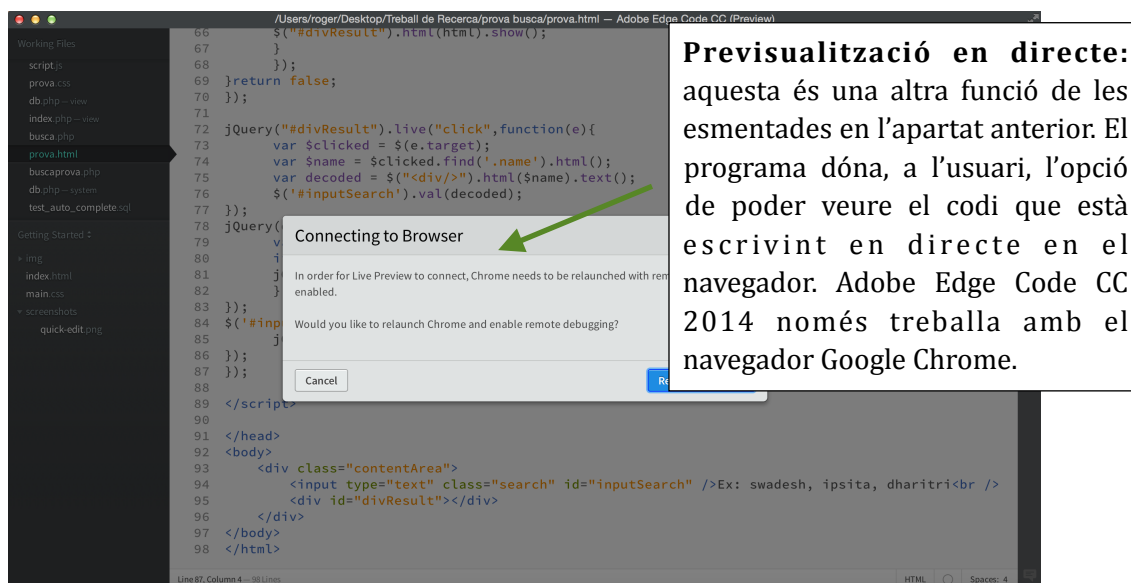 /Users/roger/Desktop/Treball de Recerca/prova busca/prova.html — Adobe Edge Code CC (Preview)
Working Files
script.js
prova.css
db.php — view
index.php — view
busca.php
prova.html
buscaprova.php
db.php — system
test_auto_complete.sql
Getting Started
img
index.html
main.css
screenshots
quick-edit.png
66 $("#divResult").html(html).show();
67 }
68 });
69 }return false;
70 });
71
72 jQuery("#divResult").live("click",function(e){
73 var $clicked = $(e.target);
74 var $name = $clicked.find('.name').html();
75 var decoded = $("<div/>").html($name).text();
76 $('#inputSearch').val(decoded);
77 });
78 jQuery(
79 v
80 i
81 j
82 }
83 });
84 $('#inp
85 j
86 });
87 });
88
89 </script>
90
91 </head>
92 <body>
93 <div class="contentArea">
94 <input type="text" class="search" id="inputSearch" />Ex: swadesh, ipsita, dharitri<br />
95 <div id="divResult"></div>
96 </div>
97 </body>
98 </html>
Connecting to Browser
In order for Live Preview to connect, Chrome needs to be relaunched with rem
enabled.
Would you like to relaunch Chrome and enable remote debugging?
Cancel
Re
Line 87, Column 4 — 98 Lines
HTML
Spaces: 4
Previsualització en directe:
aquesta és una altra funció de les
esmentades en l’apartat anterior. El
programa dóna, a l’usuari, l’opció
de poder veure el codi que està
escrivint en directe en el
navegador. Adobe Edge Code CC
2014 només treballa amb el
navegador Google Chrome.